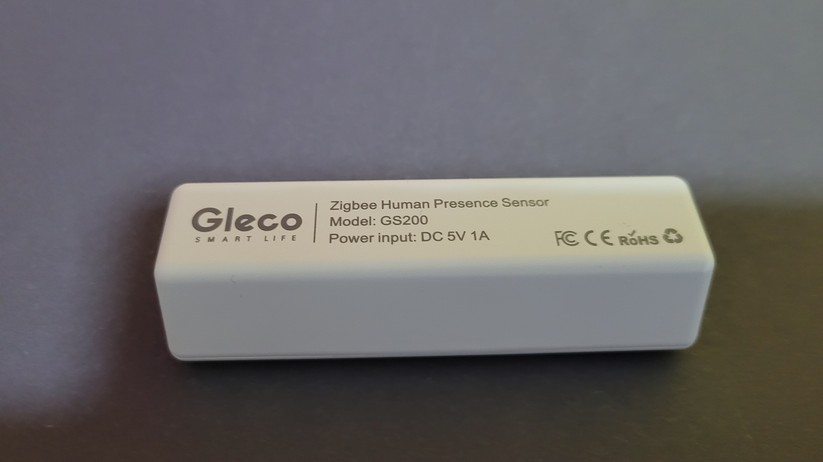 Gleco
SMART LIFE
Zigbee Human Presence Sensor
Model: GS200
Power input: DC 5V 1A
FC CE RoHS